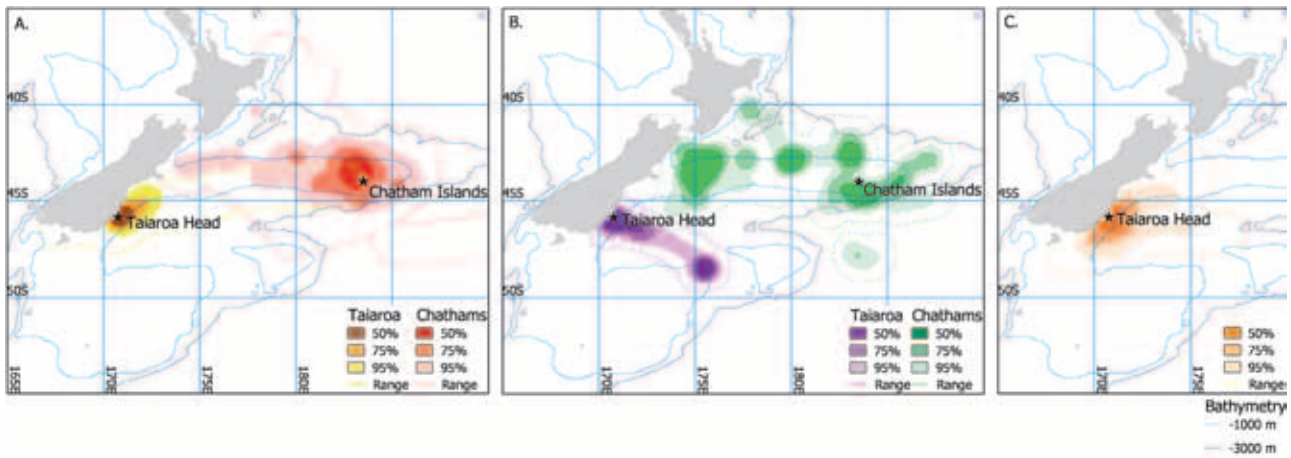 A.
40S
45S
50S
Taiaroa Head
Chatham Islands
Taiaroa Chathams
50% 50%
75% 75%
95% 95%
Range Range
165E
170E
175E
180E
B.
40S
45S
50S
Taiaroa Head
Chatham Islands
Taiaroa Chathams
50% 50%
75% 75%
95% 95%
Range Range
170E
175E
180E
C.
40S
45S
50S
Taiaroa Head
50%
75%
95%
Range
170E
175E
Bathymetry
-1000 m
-3000 m